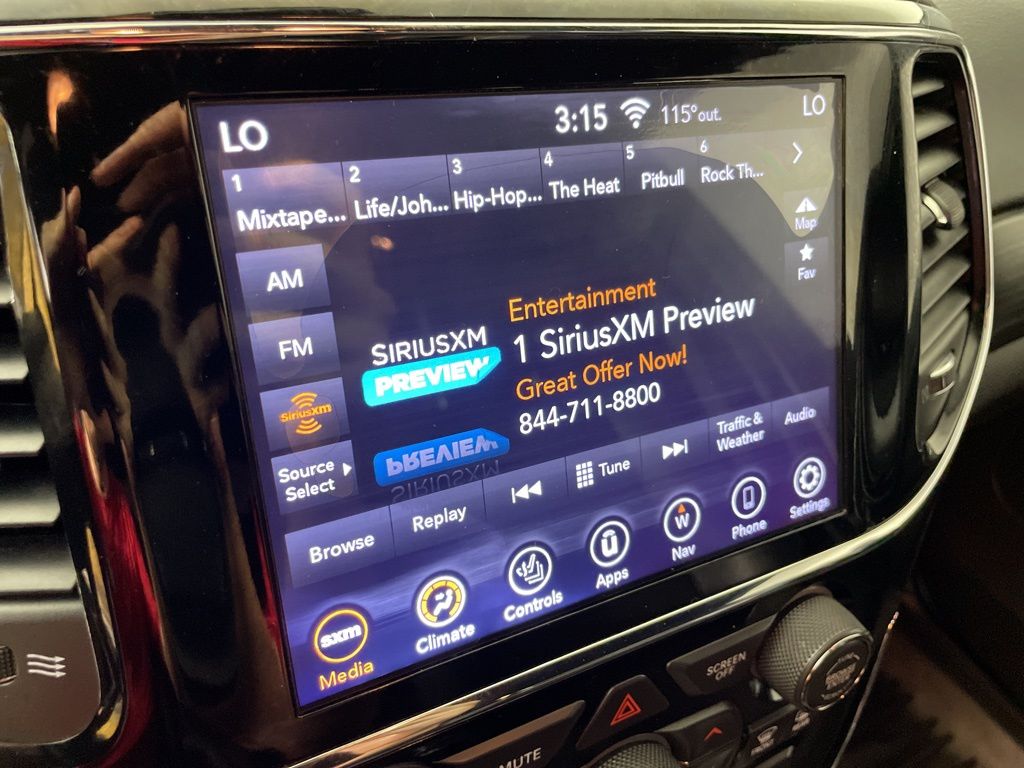 LO
3:15
115° out.
LO
1
Mixtape...
2
Life/Joh...
3
Hip-Hop...
4
The Heat
5
Pitbull
6
Rock Th...
Map
Fav
AM
FM
SiriusXM
Source
Select
SIRIUSXM
PREVIEW
Entertainment
1 SiriusXM Preview
Great Offer Now!
844-711-8800
PREVIEW
SIRIUSXM
Browse
Replay
Tune
Traffic &
Weather
Audio
sxm
Media
Climate
Controls
U
Apps
W
Nav
Phone
Settings
SCREEN
OFF
MUTE
FRONT